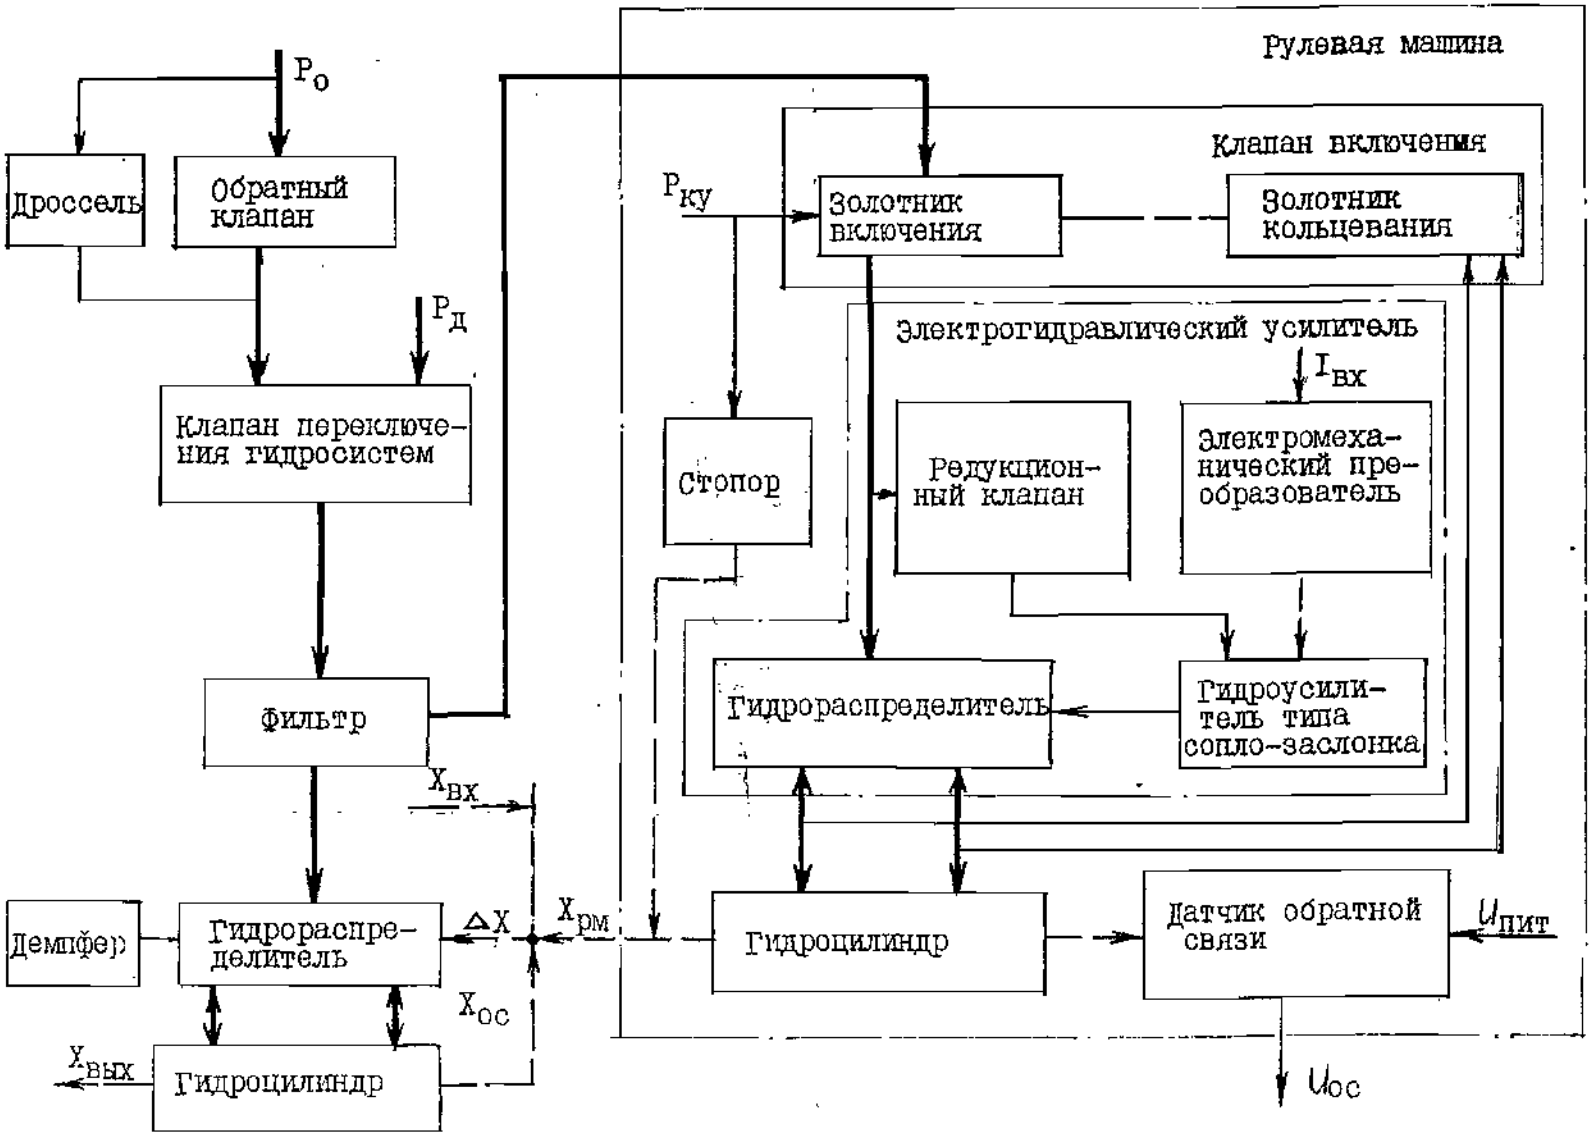 Рулевая машина
P₀
Клапан включения
Дроссель
Обратный
клапан
Pку
Золотник
включения
Золотник
кольцевания
Pд
Электрогидравлический усилитель
Iвх
Клапан переключе-
ния гидросистем
Стопор
Редукцион-
ный клапан
Электромеха-
нический пре-
образователь
Фильтр
Гидрораспределитель
Гидроусили-
тель типа
сопло-заслонка
Xвх
Демпфер
Гидрораспре-
делитель
ΔX
Xрм
Гидроцилиндр
Датчик обратной
связи
Uпит
Xос
Xвых
Гидроцилиндр
Uос